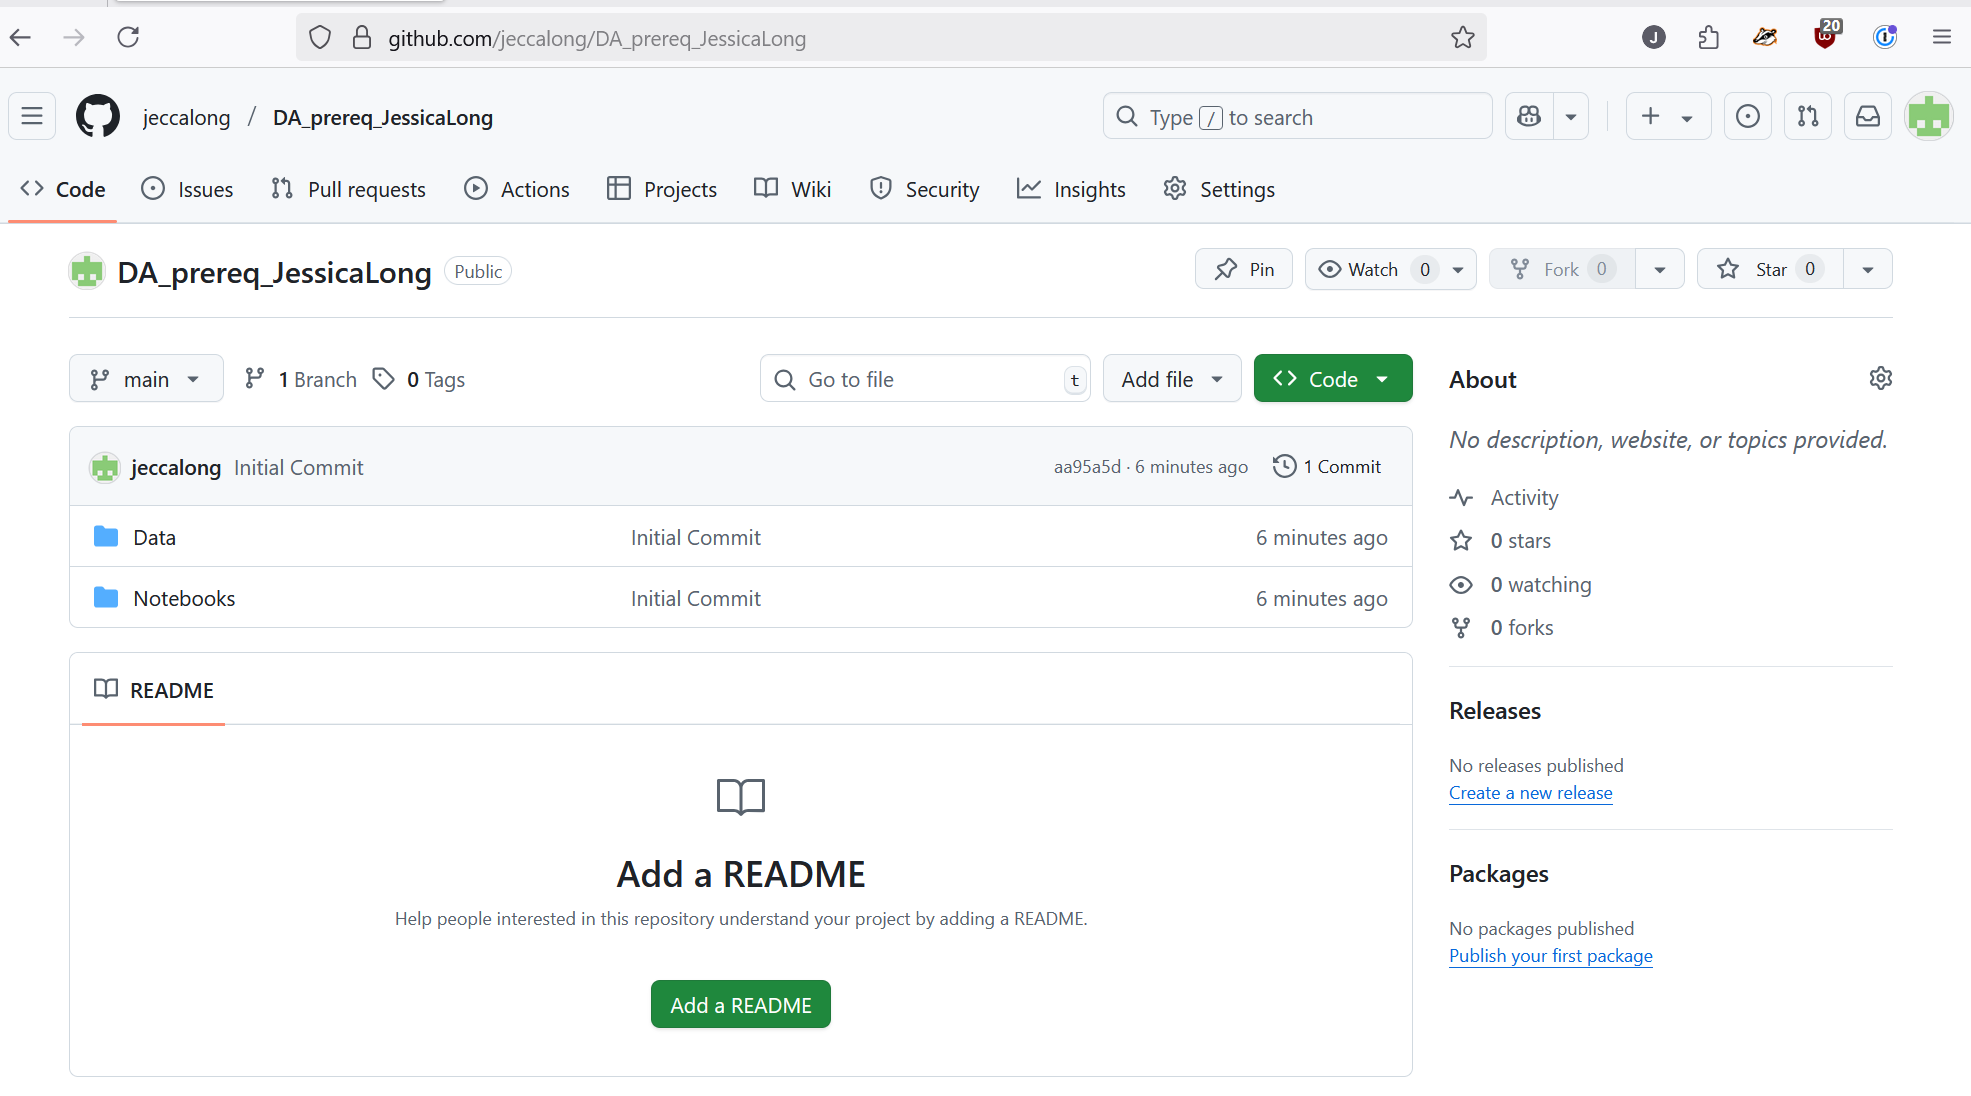 github.com/jeccalong/DA_prereq_JessicaLong
J
20
jeccalong / DA_prereq_JessicaLong
Type / to search
Code
Issues
Pull requests
Actions
Projects
Wiki
Security
Insights
Settings
DA_prereq_JessicaLong
Public
Pin
Watch 0
Fork 0
Star 0
main
1 Branch
0 Tags
Go to file
t
Add file
Code
jeccalong Initial Commit
aa95a5d · 6 minutes ago
1 Commit
Data
Initial Commit
6 minutes ago
Notebooks
Initial Commit
6 minutes ago
README
Add a README
Help people interested in this repository understand your project by adding a README.
Add a README
About
No description, website, or topics provided.
Activity
0 stars
0 watching
0 forks
Releases
No releases published
Create a new release
Packages
No packages published
Publish your first package